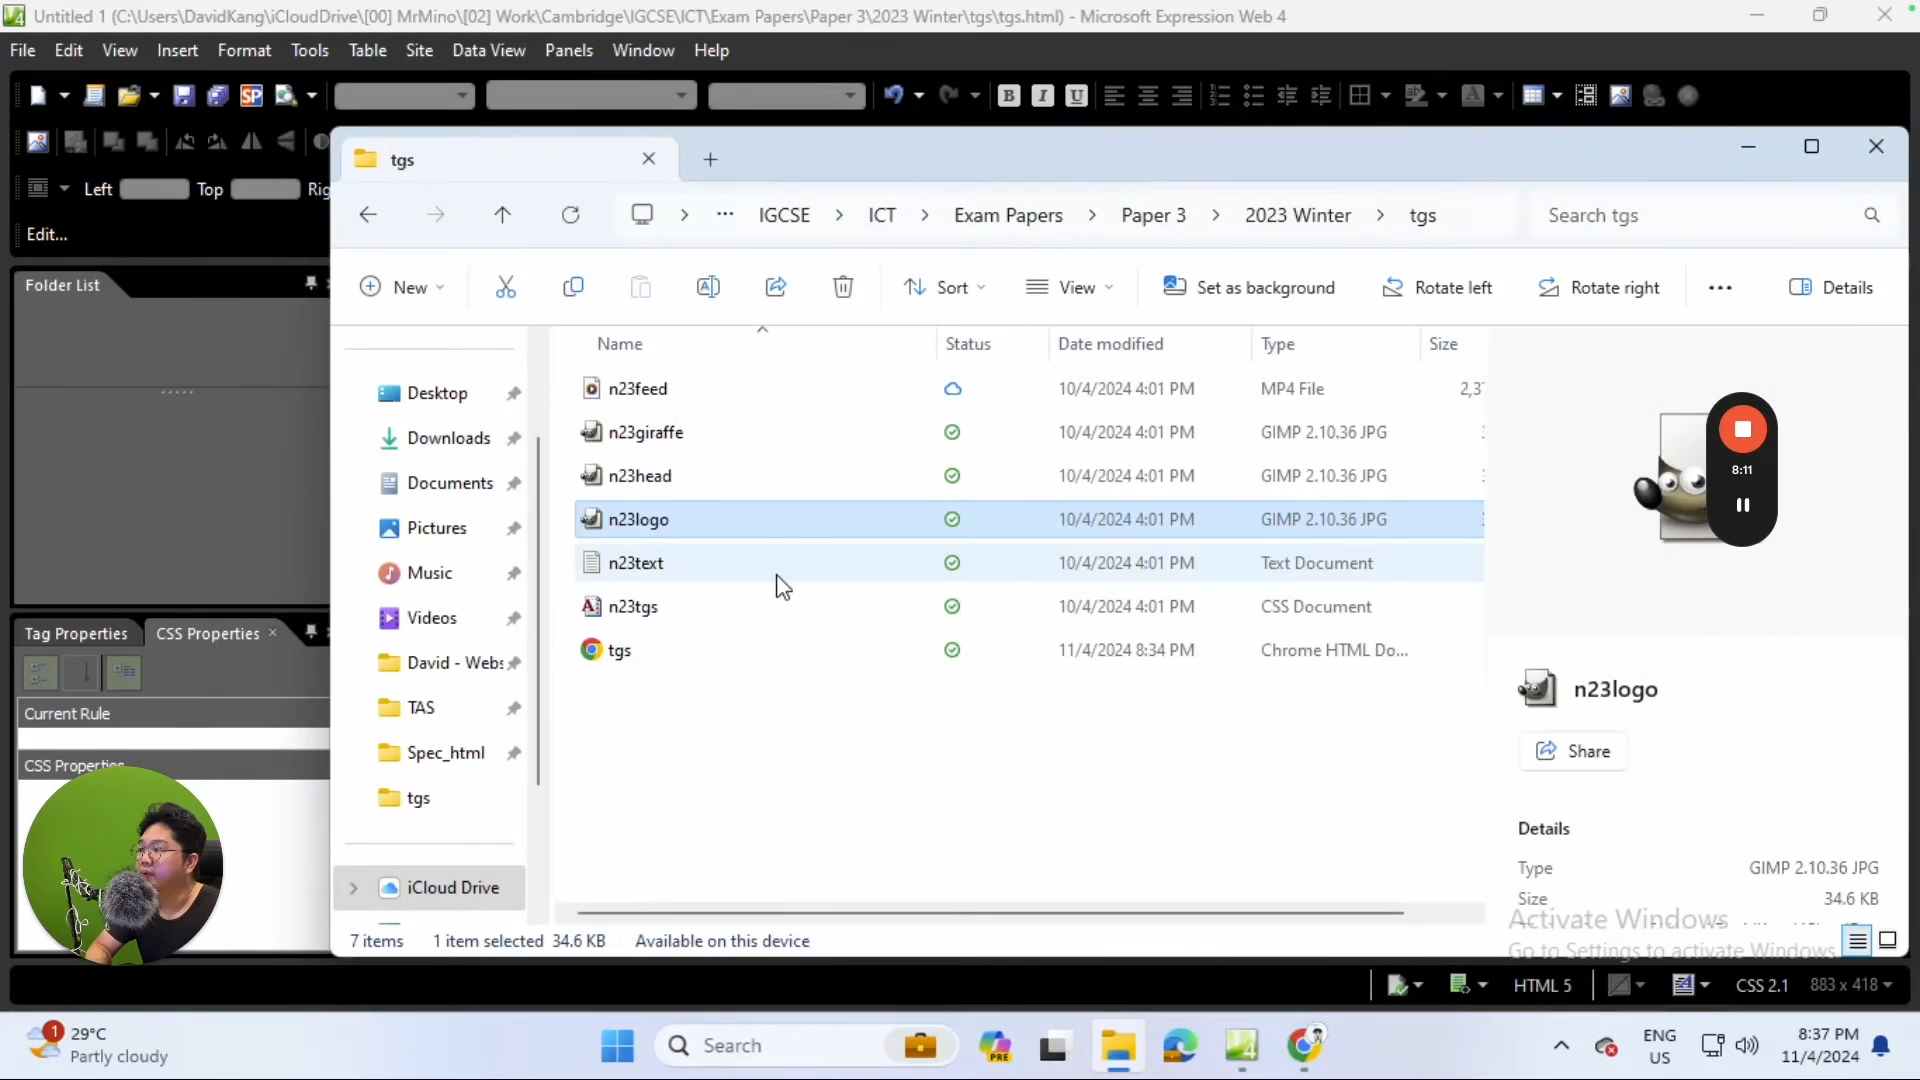 Untitled 1 (C:\Users\DavidKang\iCloudDrive\[00] MrMino\[02] Work\Cambridge\IGCSE\ICT\Exam Papers\Paper 3\2023 Winter\tgs\tgs.html) - Microsoft Expression Web 4
File Edit View Insert Format Tools Table Site Data View Panels Window Help
SP
B I U
Left Top Rig
Edit...
tgs
... IGCSE > ICT > Exam Papers > Paper 3 > 2023 Winter > tgs
Search tgs
New Sort View Set as background Rotate left Rotate right ... Details
Folder List
Name Status Date modified Type Size
n23feed 10/4/2024 4:01 PM MP4 File 2,3
n23giraffe 10/4/2024 4:01 PM GIMP 2.10.36 JPG
n23head 10/4/2024 4:01 PM GIMP 2.10.36 JPG
n23logo 10/4/2024 4:01 PM GIMP 2.10.36 JPG
n23text 10/4/2024 4:01 PM Text Document
n23tgs 10/4/2024 4:01 PM CSS Document
tgs 11/4/2024 8:34 PM Chrome HTML Do...
Desktop
Downloads
Documents
Pictures
Music
Videos
David - Webs
TAS
Spec_html
tgs
iCloud Drive
8:11
n23logo
Share
Details
Type GIMP 2.10.36 JPG
Size 34.6 KB
Tag Properties CSS Properties
Current Rule
CSS Properties
7 items 1 item selected 34.6 KB Available on this device
Activate Windows
Go to Settings to activate Windows.
HTML 5 CSS 2.1 883 x 418
1 29°C
Partly cloudy
Search
PRE
ENG
US
8:37 PM
11/4/2024